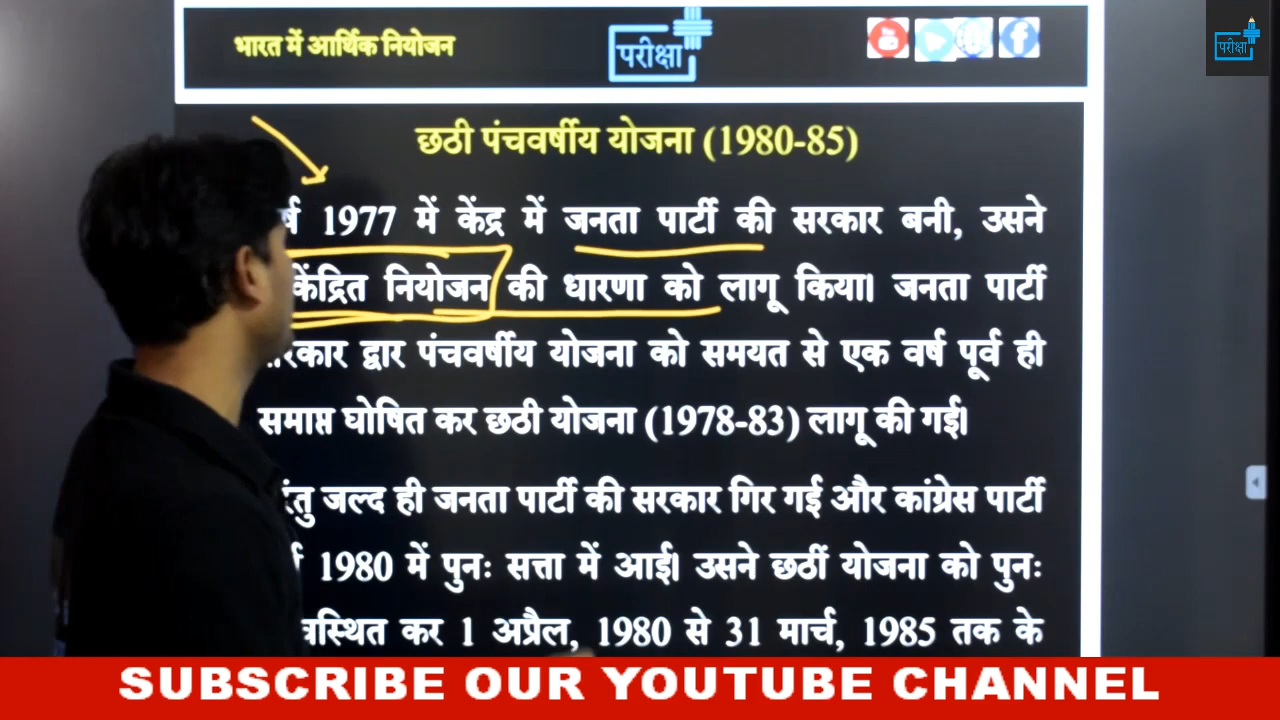 भारत में आर्थिक नियोजन
परीक्षा
परीक्षा
छठी पंचवर्षीय योजना (1980-85)
1977 में केंद्र में जनता पार्टी की सरकार बनी, उसने
केंद्रित नियोजन की धारणा को लागू किया। जनता पार्टी
द्वार पंचवर्षीय योजना को समयत से एक वर्ष पूर्व ही
समाप्त घोषित कर छठी योजना (1978-83) लागू की गई।
जल्द ही जनता पार्टी की सरकार गिर गई और कांग्रेस पार्टी
1980 में पुनः सत्ता में आई। उसने छठीं योजना को पुनः
कर 1 अप्रैल, 1980 से 31 मार्च, 1985 तक के
SUBSCRIBE OUR YOUTUBE CHANNEL